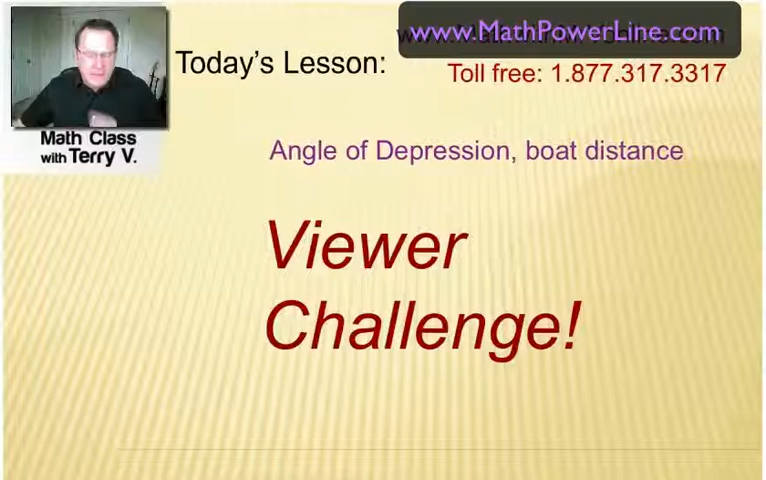 www.MathPowerLine.com
Today's Lesson:
Toll free: 1.877.317.3317
Math Class
with Terry V.
Angle of Depression, boat distance
Viewer
Challenge!